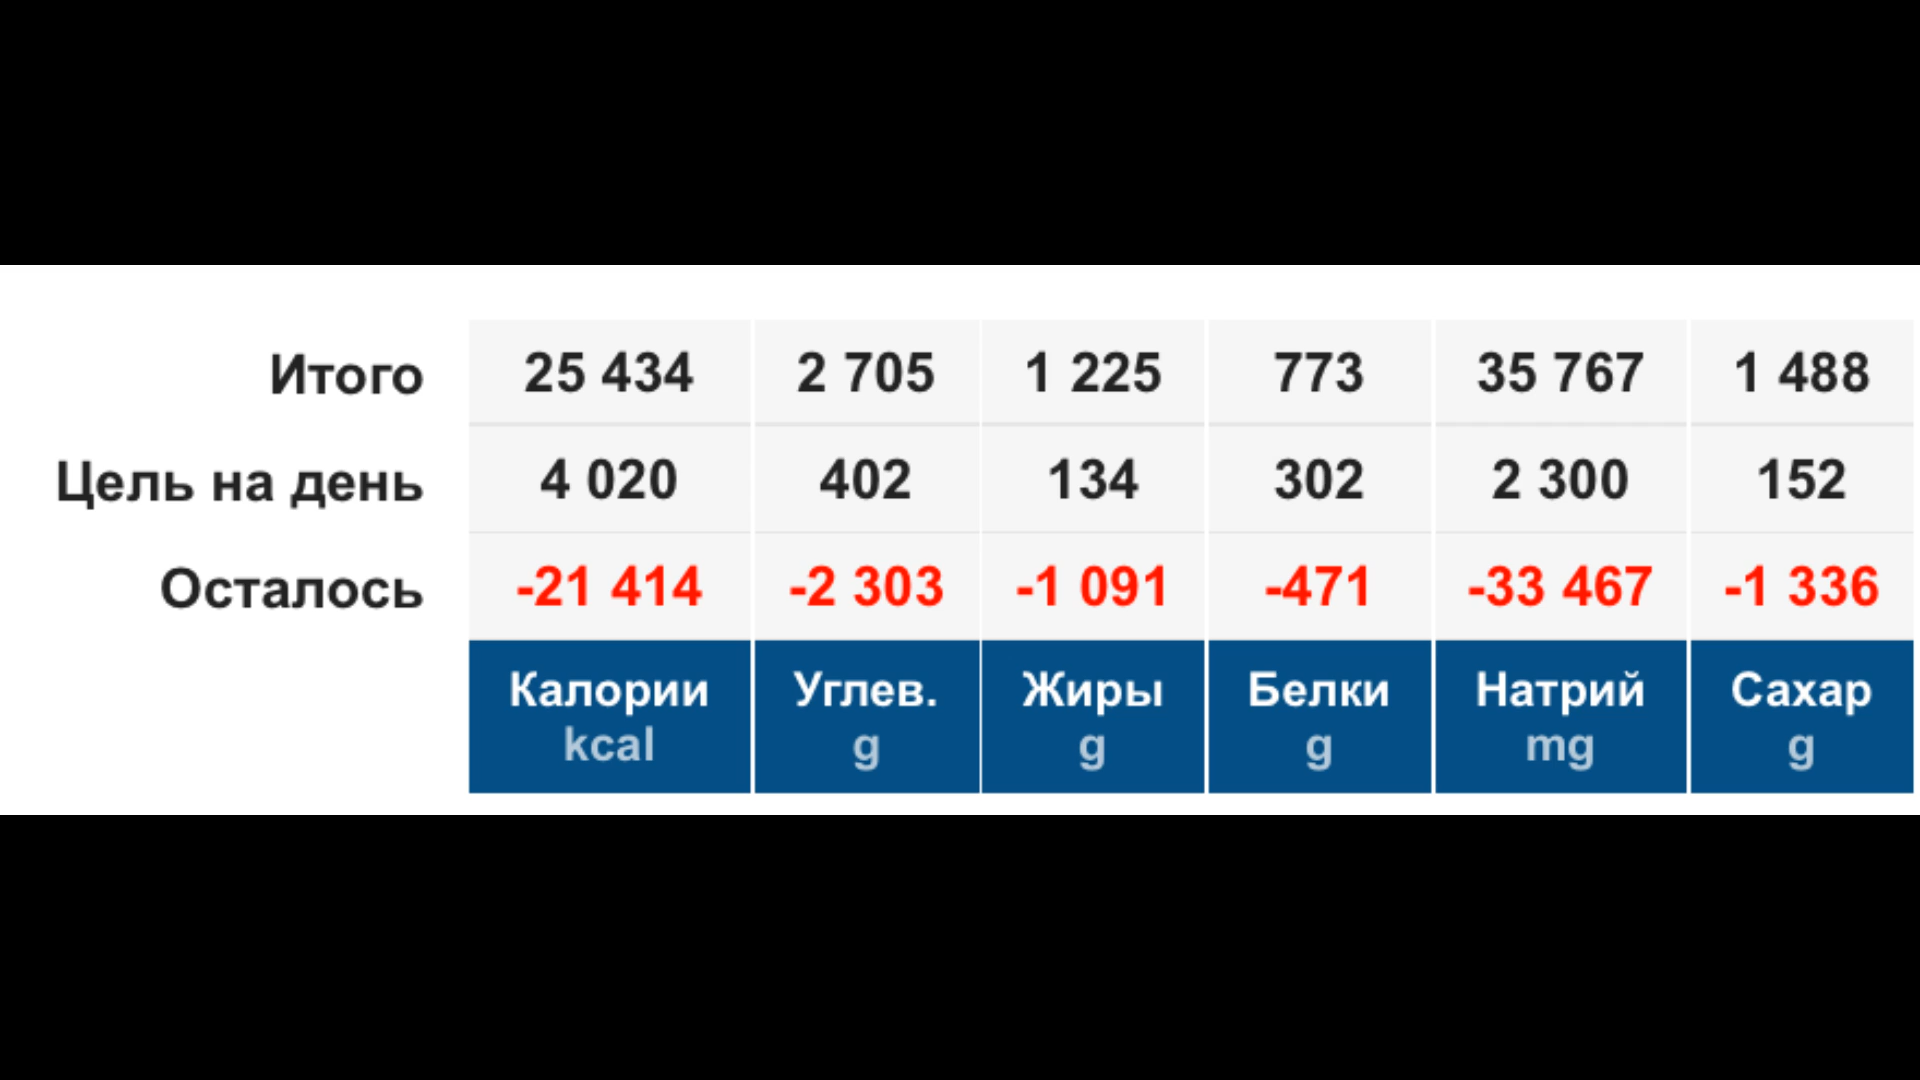 Итого 25 434 2 705 1 225 773 35 767 1 488
Цель на день 4 020 402 134 302 2 300 152
Осталось -21 414 -2 303 -1 091 -471 -33 467 -1 336
Калории Углев. Жиры Белки Натрий Сахар
kcal g g g mg g